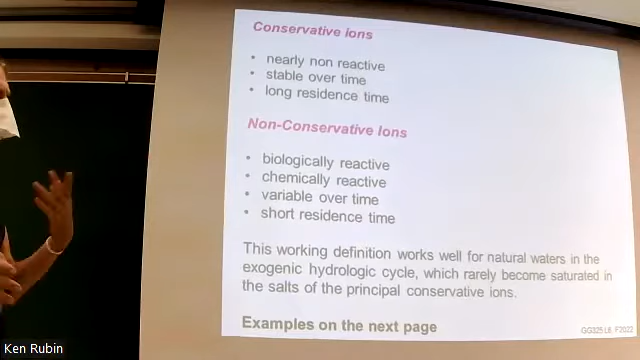 Conservative ions
• nearly non reactive
• stable over time
• long residence time
Non-Conservative Ions
• biologically reactive
• chemically reactive
• variable over time
• short residence time
This working definition works well for natural waters in the
exogenic hydrologic cycle, which rarely become saturated in
the salts of the principal conservative ions.
Examples on the next page
GG325 L8, F2022
Ken Rubin